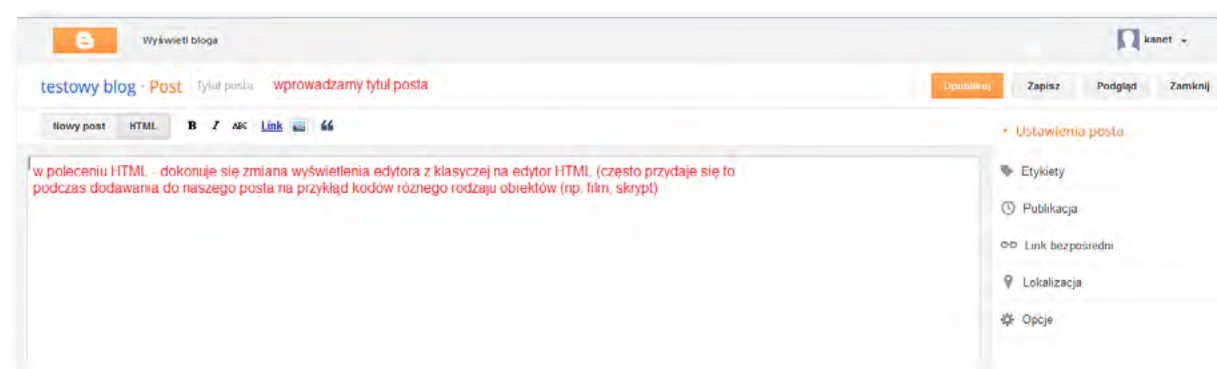 Wyświetl bloga
kanet
testowy blog · Post Tytuł posta wprowadzamy tytuł posta
Opublikuj Zapisz Podgląd Zamknij
Nowy post HTML B I ABC Link
Ustawienia posta
w poleceniu HTML - dokonuje się zmiana wyświetlenia edytora z klasyczej na edytor HTML (często przydaje się to
podczas dodawania do naszego posta na przykłąd kodów róznego rodzaju obiektów (np. film, skrypt)
Etykiety
Publikacja
Link bezpośredni
Lokalizacja
Opcje